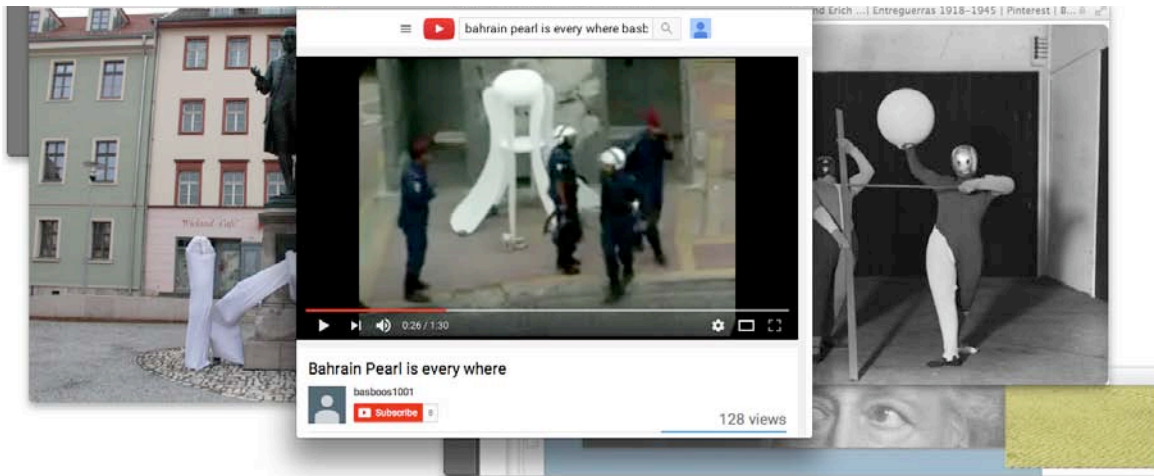 nd Erich ...| Entreguerras 1918–1945 | Pinterest | B...
bahrain pearl is every where basb
Wieland Café
0:26 / 1:30
Bahrain Pearl is every where
basboos1001
Subscribe 8
128 views